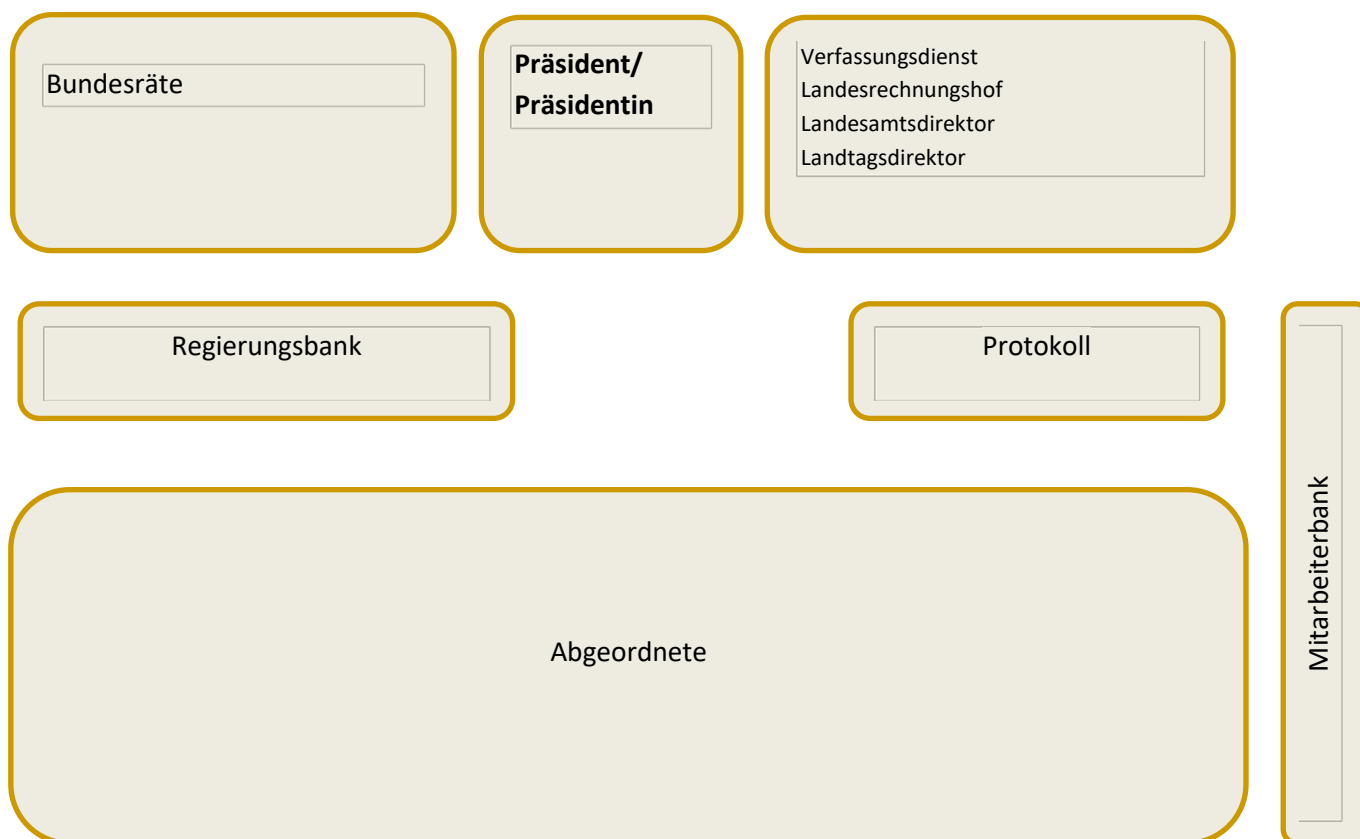 Bundesräte
Präsident/
Präsidentin
Verfassungsdienst
Landesrechnungshof
Landesamtsdirektor
Landtagsdirektor
Regierungsbank
Protokoll
Mitarbeiterbank
Abgeordnete